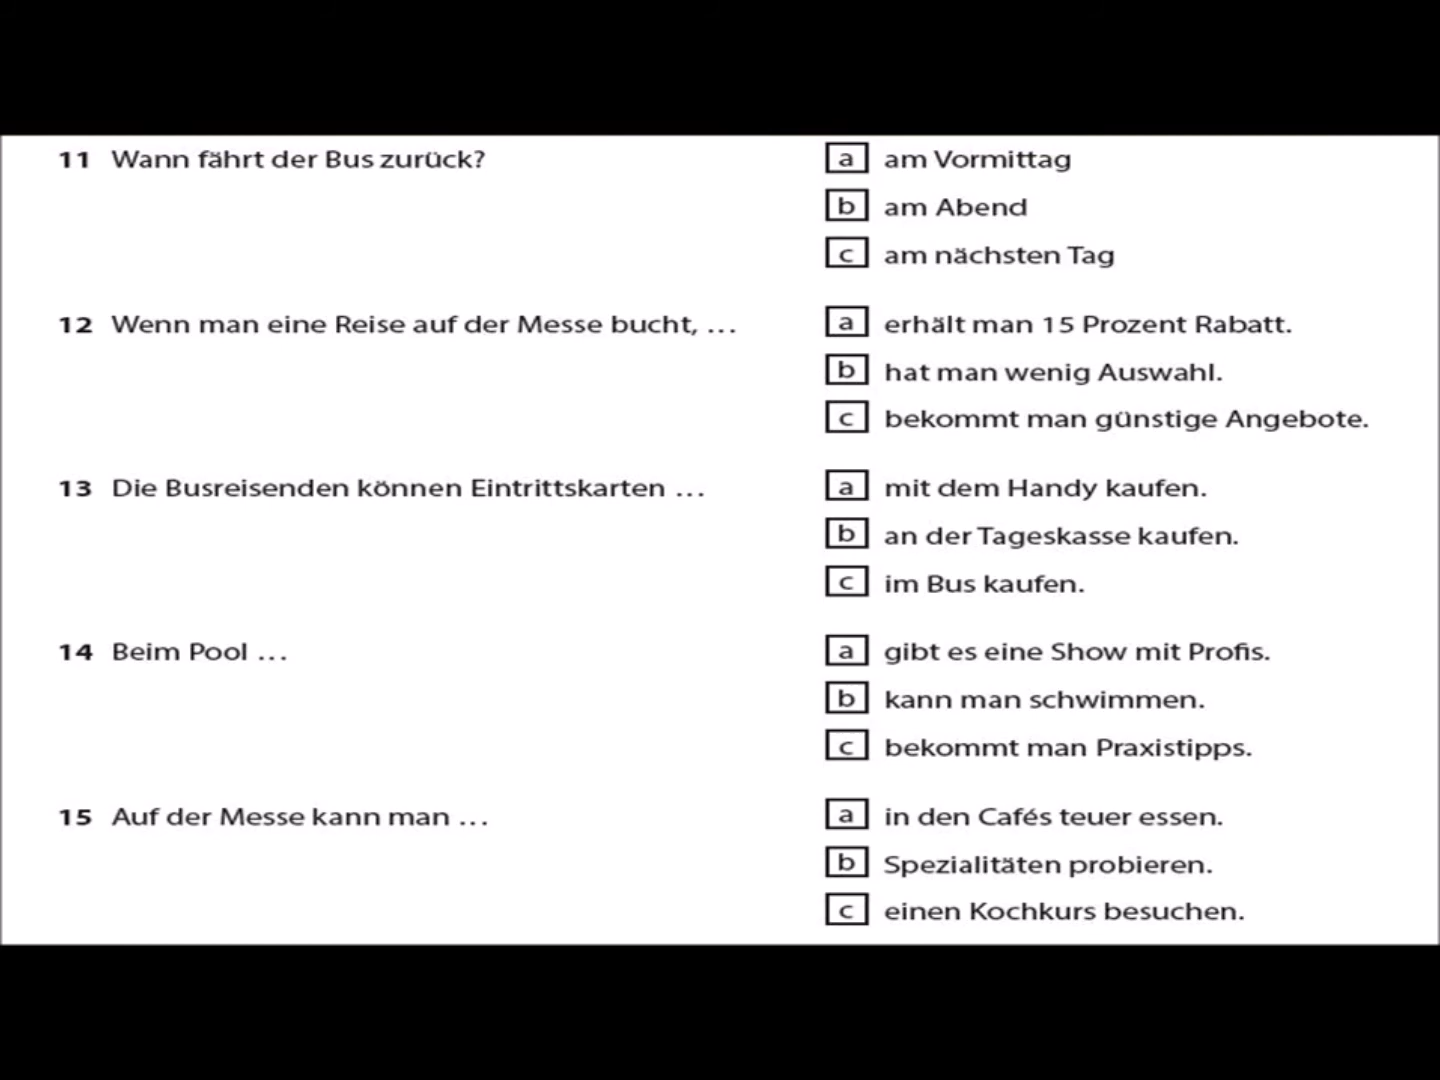 11 Wann fährt der Bus zurück?
a am Vormittag
b am Abend
c am nächsten Tag
12 Wenn man eine Reise auf der Messe bucht, ...
a erhält man 15 Prozent Rabatt.
b hat man wenig Auswahl.
c bekommt man günstige Angebote.
13 Die Busreisenden können Eintrittskarten ...
a mit dem Handy kaufen.
b an der Tageskasse kaufen.
c im Bus kaufen.
14 Beim Pool ...
a gibt es eine Show mit Profis.
b kann man schwimmen.
c bekommt man Praxistipps.
15 Auf der Messe kann man ...
a in den Cafés teuer essen.
b Spezialitäten probieren.
c einen Kochkurs besuchen.